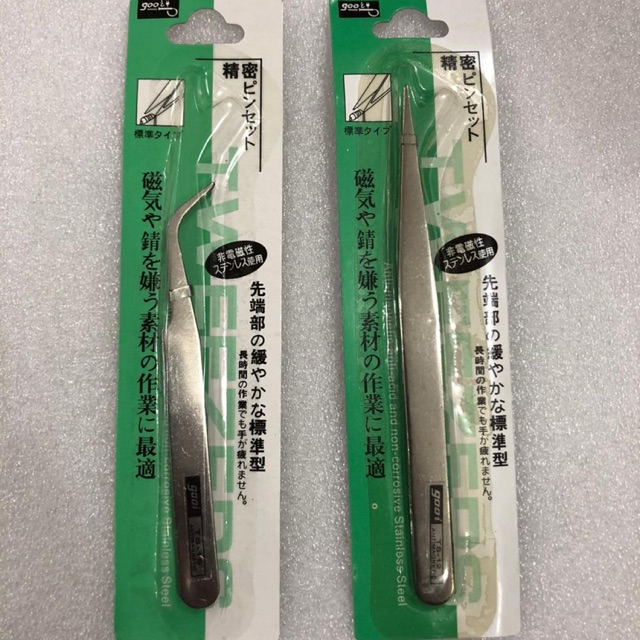 goot
精密ピンセット
標準タイプ
TWEEZERS
磁気や錆を嫌う素材の作業に最適
非電磁性
ステンレス使用
先端部の緩やかな標準型
長時間の作業でも手が疲れません。
Stainless Steel
goot
goot
精密ピンセット
標準タイプ
TWEEZERS
磁気や錆を嫌う素材の作業に最適
非電磁性
ステンレス使用
先端部の緩やかな標準型
長時間の作業でも手が疲れません。
acid and non-corrosive Stainless Steel
goot